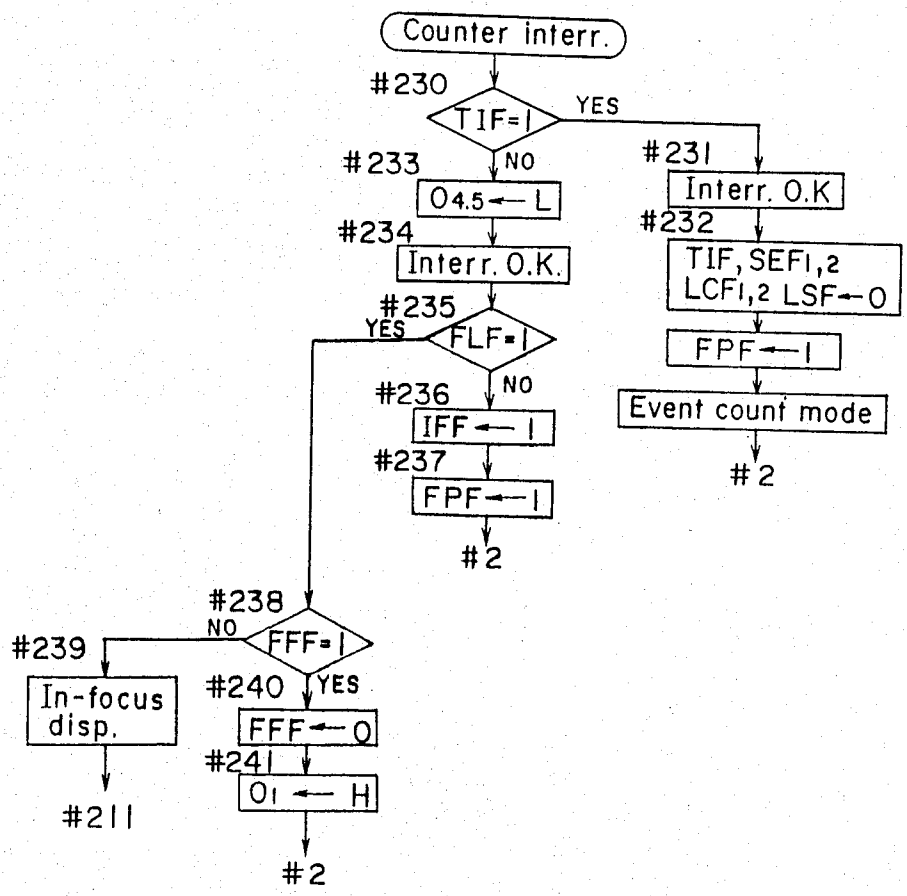 Counter interr.
#230
TIF=1
YES
NO
#231
Interr. O.K
#232
TIF, SEF1,2
LCF1,2 LSF←0
FPF←1
Event count mode
#2
#233
O4.5←L
#234
Interr. O.K.
#235
FLF=1
YES
NO
#236
IFF←1
#237
FPF←1
#2
#238
FFF=1
NO
YES
#239
In-focus
disp.
#211
#240
FFF←0
#241
O1←H
#2